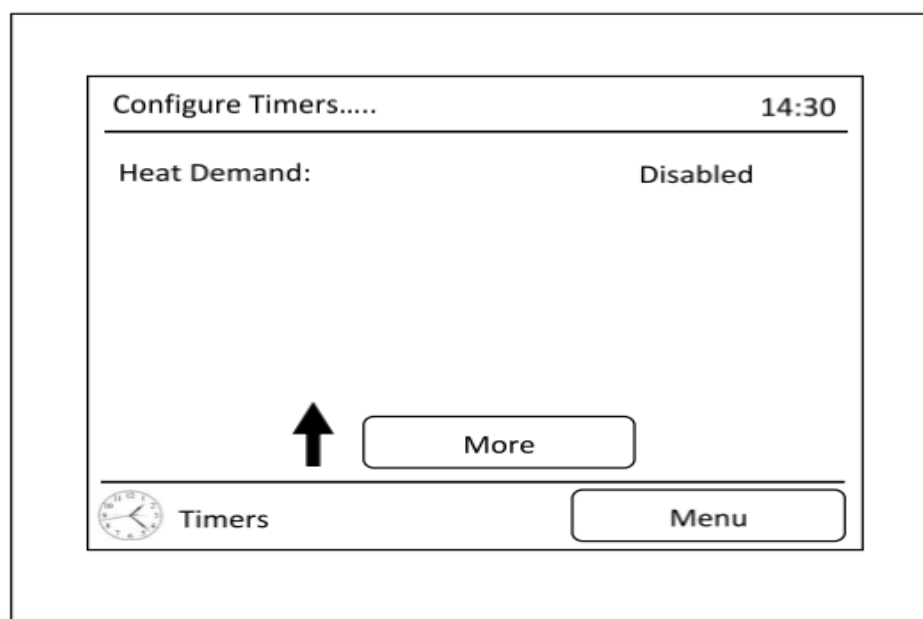 Configure Timers..... 14:30
Heat Demand: Disabled
More
Timers Menu